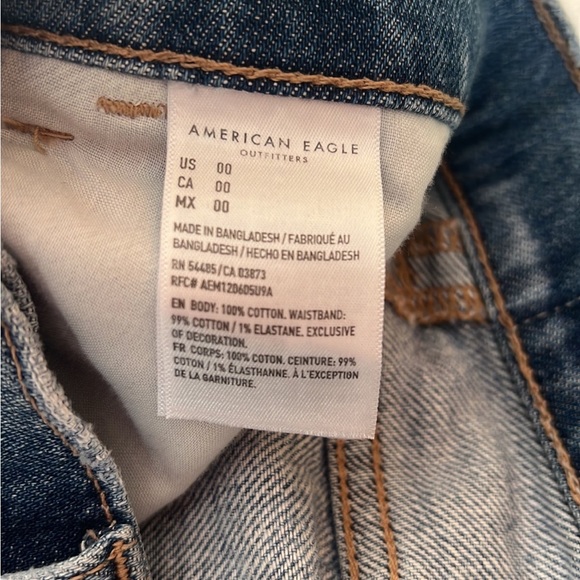 AMERICAN EAGLE
OUTFITTERS
US 00
CA 00
MX 00
MADE IN BANGLADESH / FABRIQUÉ AU
BANGLADESH / HECHO EN BANGLADESH
RN 54485/CA 03873
RFC# AEM120605U9A
EN BODY: 100% COTTON. WAISTBAND:
99% COTTON / 1% ELASTANE. EXCLUSIVE
OF DECORATION.
FR CORPS: 100% COTON. CEINTURE: 99%
COTON / 1% ÉLASTHANNE. À L'EXCEPTION
DE LA GARNITURE.